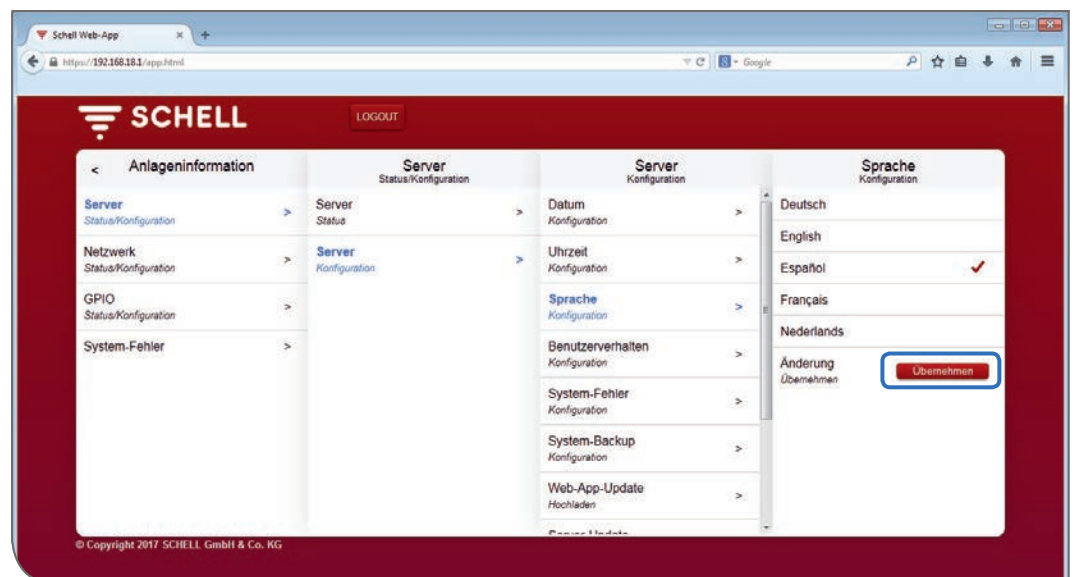 Schell Web-App
https://192.168.18.1/app.html
Google
SCHELL
LOGOUT
Anlageninformation
Server
Status/Konfiguration
Netzwerk
Status/Konfiguration
GPIO
Status/Konfiguration
System-Fehler
Server
Status/Konfiguration
Server
Status
Server
Konfiguration
Server
Konfiguration
Datum
Konfiguration
Uhrzeit
Konfiguration
Sprache
Konfiguration
Benutzerverhalten
Konfiguration
System-Fehler
Konfiguration
System-Backup
Konfiguration
Web-App-Update
Hochladen
Server Update
Sprache
Konfiguration
Deutsch
English
Español
Français
Nederlands
Änderung
Übernehmen
Übernehmen
© Copyright 2017 SCHELL GmbH & Co. KG